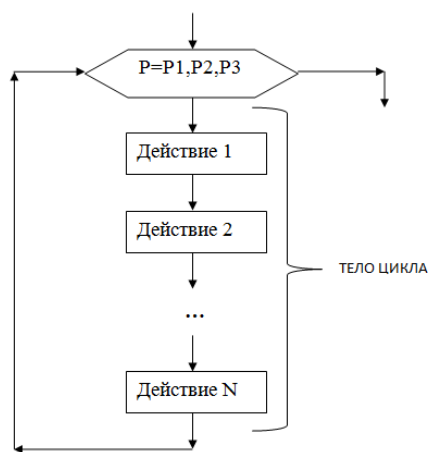 P=P1,P2,P3
Действие 1
Действие 2
ТЕЛО ЦИКЛА
...
Действие N